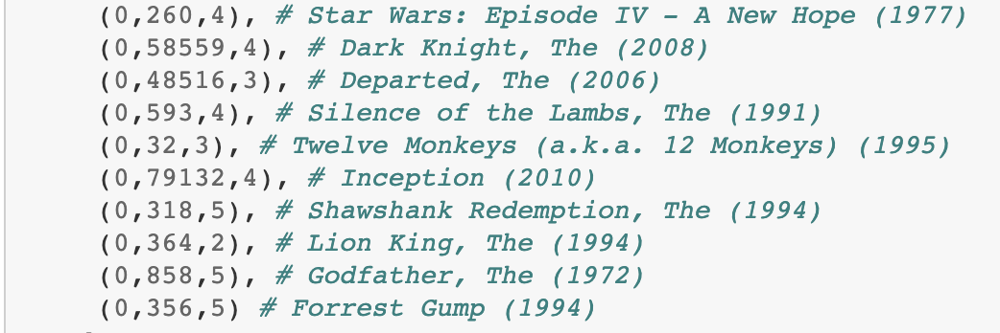 (0,260,4), # Star Wars: Episode IV - A New Hope (1977)
(0,58559,4), # Dark Knight, The (2008)
(0,48516,3), # Departed, The (2006)
(0,593,4), # Silence of the Lambs, The (1991)
(0,32,3), # Twelve Monkeys (a.k.a. 12 Monkeys) (1995)
(0,79132,4), # Inception (2010)
(0,318,5), # Shawshank Redemption, The (1994)
(0,364,2), # Lion King, The (1994)
(0,858,5), # Godfather, The (1972)
(0,356,5) # Forrest Gump (1994)